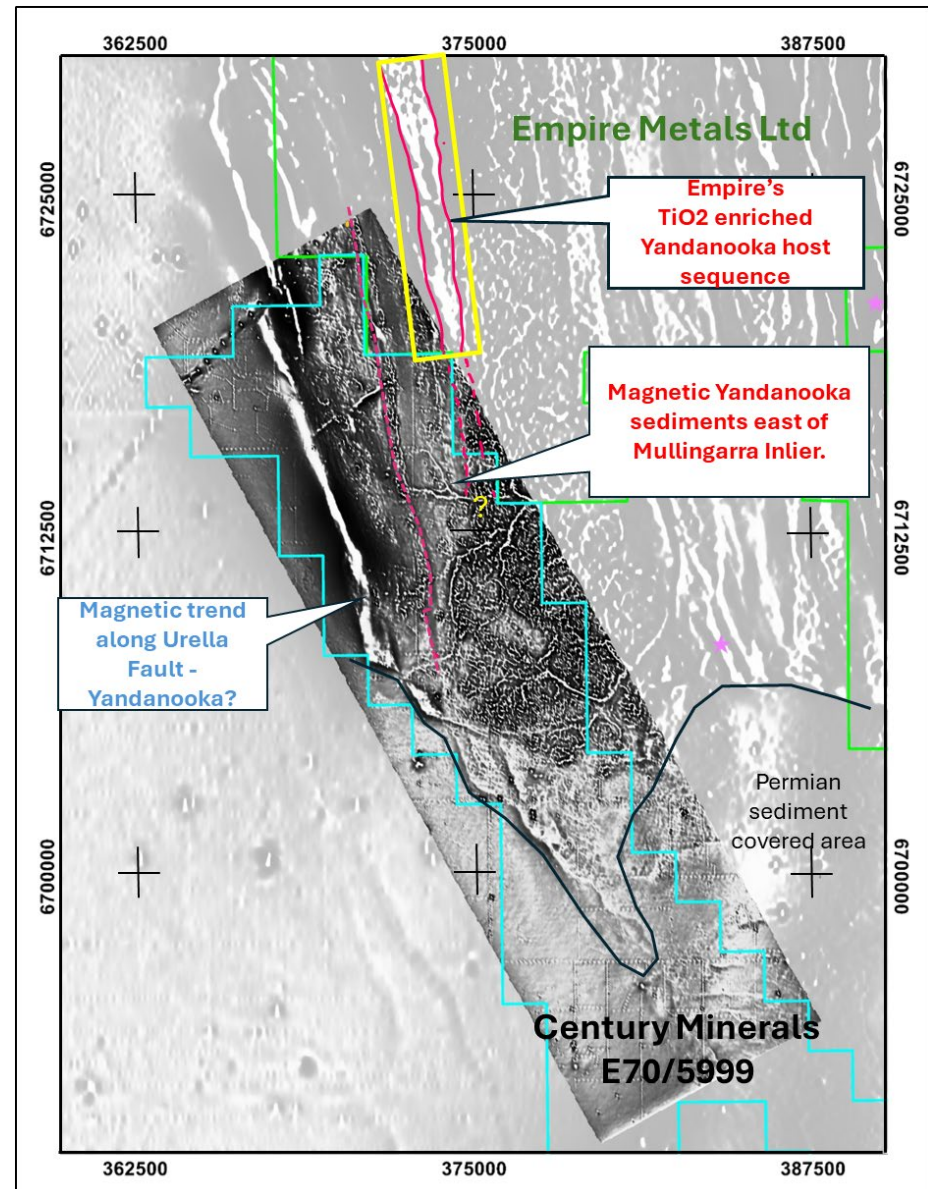 362500
375000
387500
Empire Metals Ltd
6725000
6725000
Empire’s
TiO2 enriched
Yandanooka host
sequence
Magnetic Yandanooka
sediments east of
Mullingarra Inlier.
?
6712500
6712500
Magnetic trend
along Urella
Fault -
Yandanooka?
Permian
sediment
covered area
6700000
6700000
Century Minerals
E70/5999
362500
375000
387500